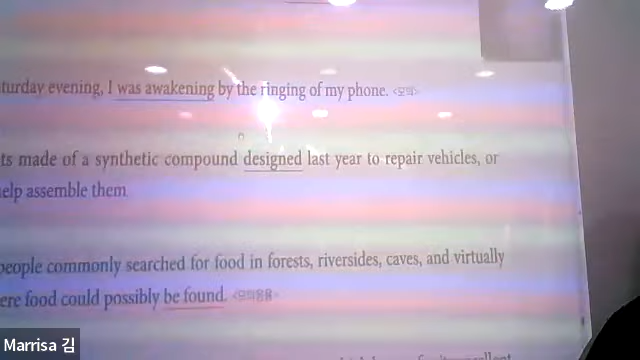 turday evening, I was awakening by the ringing of my phone. <모의>
ts made of a synthetic compound designed last year to repair vehicles, or
elp assemble them
people commonly searched for food in forests, riversides, caves, and virtually
ere food could possibly be found. <모의응용>
Marrisa 김